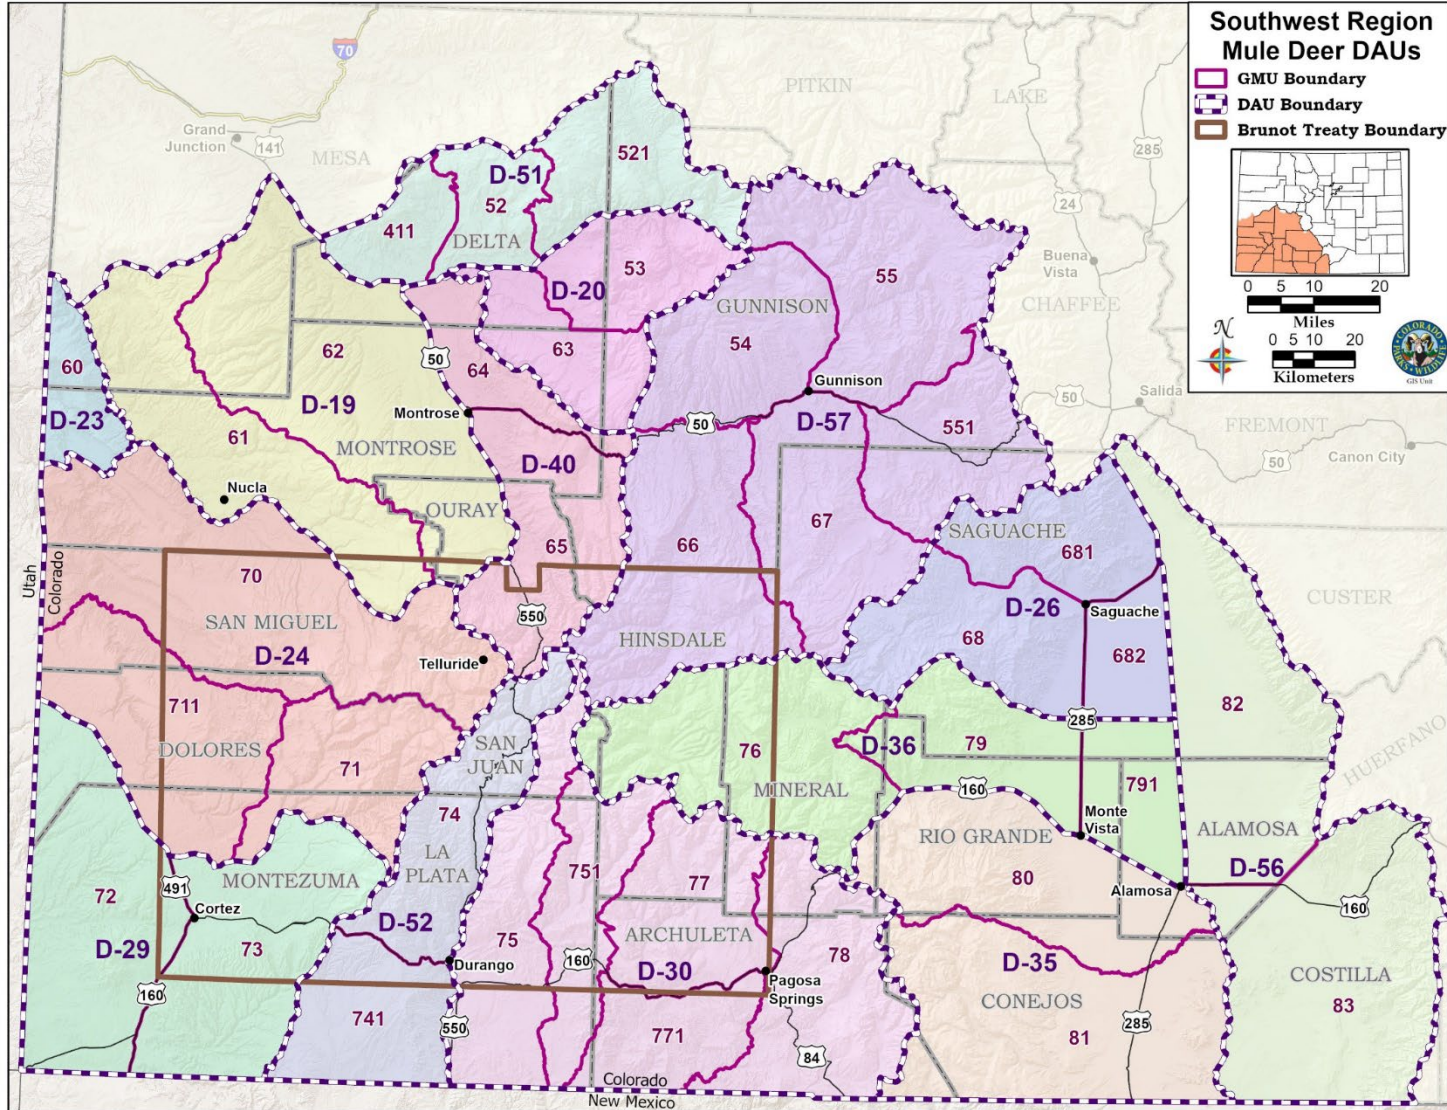 Southwest Region
Mule Deer DAUs
GMU Boundary
DAU Boundary
Brunot Treaty Boundary
0 5 10 20
Miles
0 5 10 20
Kilometers
N
C
COLORADO
PARKS & WILDLIFE
GIS Unit
70
PITKIN
LAKE
Grand
Junction
141
MESA
285
24
Buena
Vista
CHAFFEE
Salida
50
FREMONT
Canon City
50
CUSTER
HUERFANO
521
D-51
52
411
DELTA
53
D-20
63
55
GUNNISON
54
Gunnison
D-57
50
551
60
D-23
62
D-19
50
64
Montrose
61
MONTROSE
D-40
Nucla
OURAY
65
66
67
SAGUACHE
681
D-26
Saguache
68
682
Utah
Colorado
70
SAN MIGUEL
D-24
Telluride
550
HINSDALE
82
711
DOLORES
71
SAN
JUAN
76
MINERAL
D-36
79
285
791
160
Monte
Vista
RIO GRANDE
ALAMOSA
D-56
80
Alamosa
160
74
LA
PLATA
72
491
MONTEZUMA
Cortez
D-52
751
77
75
ARCHULETA
D-29
73
Durango
160
D-30
Pagosa
Springs
78
D-35
CONEJOS
COSTILLA
83
160
741
550
771
84
285
81
Colorado
New Mexico